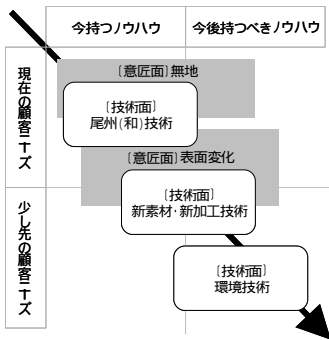 今持つノウハウ
今後持つべきノウハウ
現在の顧客ニーズ
〔意匠面〕無地
〔技術面〕
尾州(和)技術
〔意匠面〕表面変化
〔技術面〕
新素材・新加工技術
少し先の顧客ニーズ
〔技術面〕
環境技術